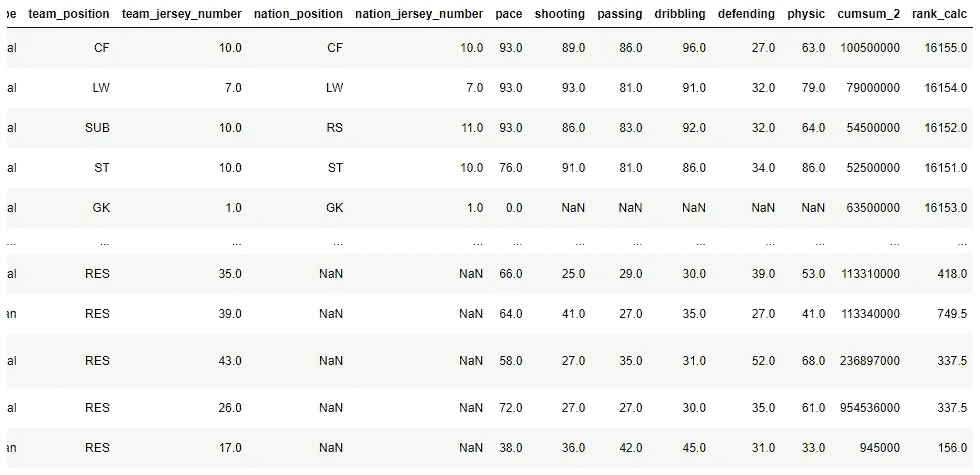 pe team_position team_jersey_number nation_position nation_jersey_number pace shooting passing dribbling defending physic cumsum_2 rank_calc
al CF 10.0 CF 10.0 93.0 89.0 86.0 96.0 27.0 63.0 100500000 16155.0
al LW 7.0 LW 7.0 93.0 93.0 81.0 91.0 32.0 79.0 79000000 16154.0
al SUB 10.0 RS 11.0 93.0 86.0 83.0 92.0 32.0 64.0 54500000 16152.0
al ST 10.0 ST 10.0 76.0 91.0 81.0 86.0 34.0 86.0 52500000 16151.0
al GK 1.0 GK 1.0 0.0 NaN NaN NaN NaN NaN 63500000 16153.0
... ... ... ... ... ... ... ... ... ... ... ... ...
al RES 35.0 NaN NaN 66.0 25.0 29.0 30.0 39.0 53.0 113310000 418.0
an RES 39.0 NaN NaN 64.0 41.0 27.0 35.0 27.0 41.0 113340000 749.5
al RES 43.0 NaN NaN 58.0 27.0 35.0 31.0 52.0 68.0 236897000 337.5
al RES 26.0 NaN NaN 72.0 27.0 27.0 30.0 35.0 61.0 954536000 337.5
an RES 17.0 NaN NaN 38.0 36.0 42.0 45.0 31.0 33.0 945000 156.0